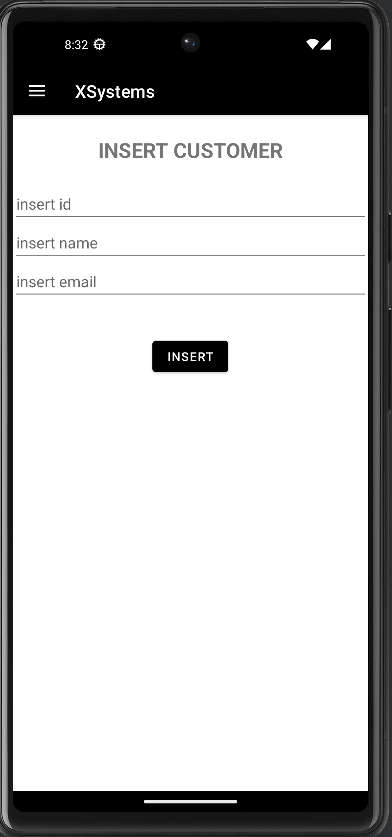 8:32
XSystems
INSERT CUSTOMER
insert id
insert name
insert email
INSERT